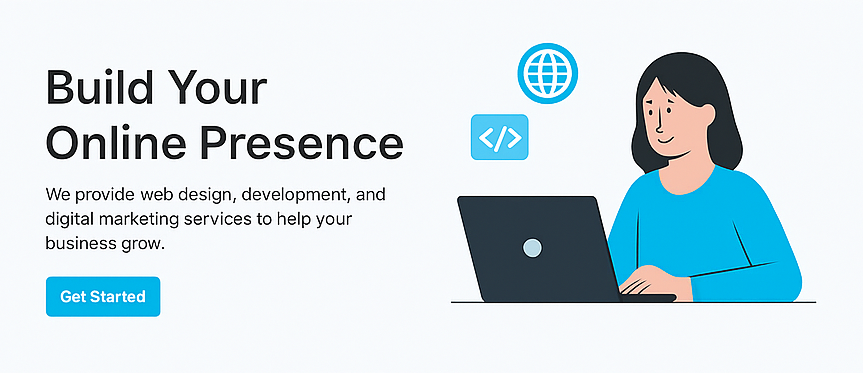 Build Your
Online Presence
We provide web design, development, and
digital marketing services to help your
business grow.
Get Started
</>